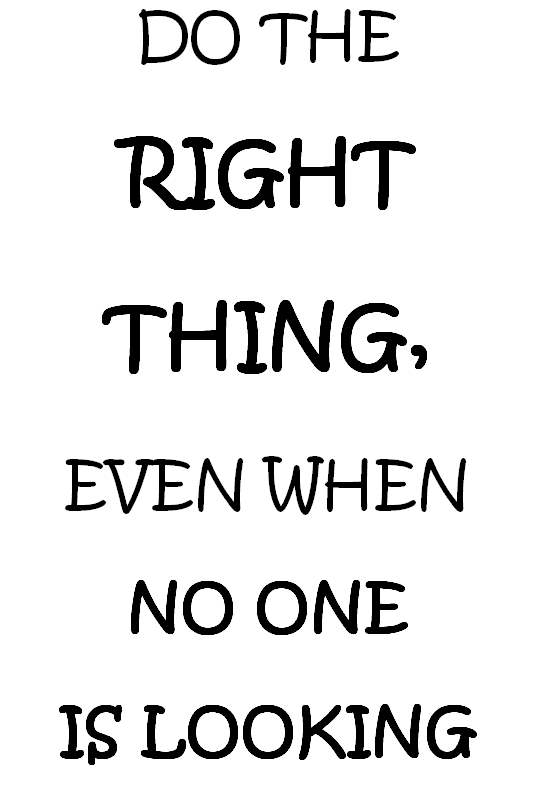 DO THE
RIGHT
THING,
EVEN WHEN
NO ONE
IS LOOKING